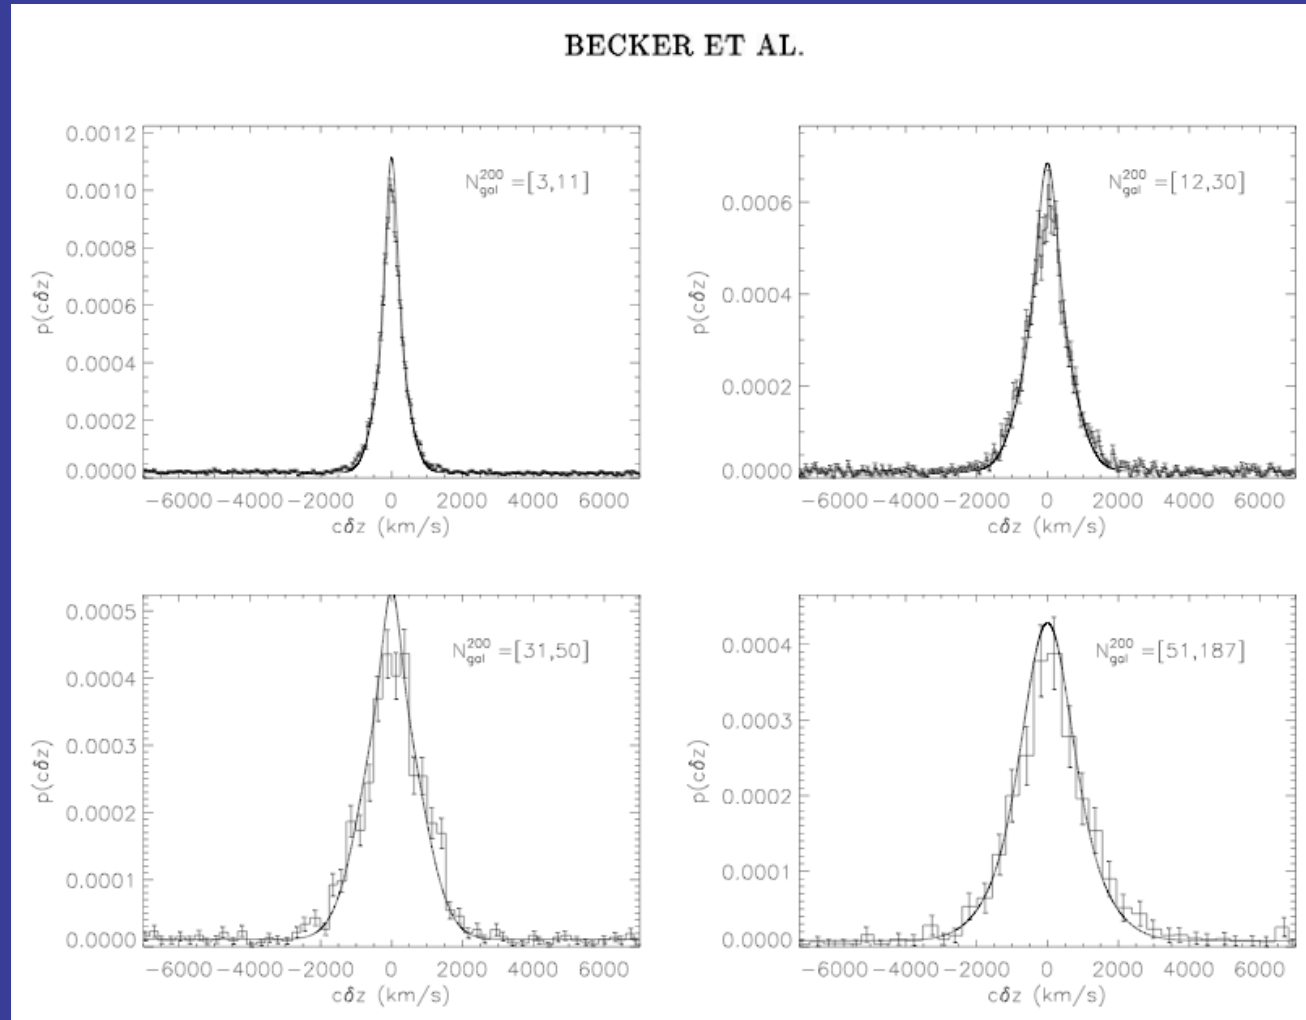 BECKER ET AL.
0.0012
0.0010
0.0008
0.0006
0.0004
0.0002
0.0000
p(cδz)
N_gal^200 =[3,11]
−6000 −4000 −2000 0 2000 4000 6000
cδz (km/s)
0.0006
0.0004
0.0002
0.0000
p(cδz)
N_gal^200 =[12,30]
−6000 −4000 −2000 0 2000 4000 6000
cδz (km/s)
0.0005
0.0004
0.0003
0.0002
0.0001
0.0000
p(cδz)
N_gal^200 =[31,50]
−6000 −4000 −2000 0 2000 4000 6000
cδz (km/s)
0.0004
0.0003
0.0002
0.0001
0.0000
p(cδz)
N_gal^200 =[51,187]
−6000 −4000 −2000 0 2000 4000 6000
cδz (km/s)